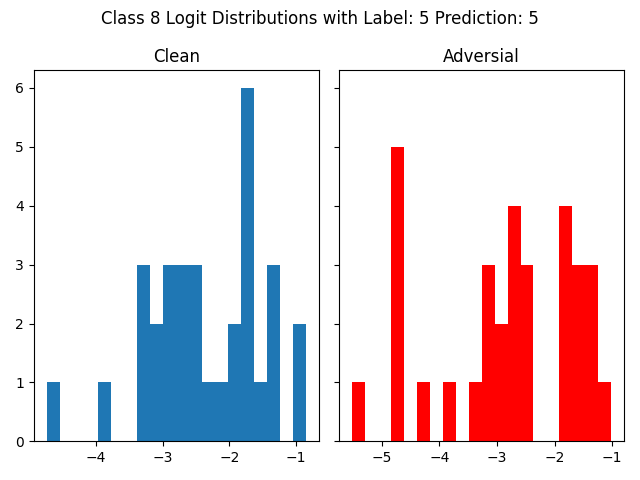 Class 8 Logit Distributions with Label: 5 Prediction: 5
Clean
Adversial
6
5
4
3
2
1
0
−4 −3 −2 −1
−5 −4 −3 −2 −1